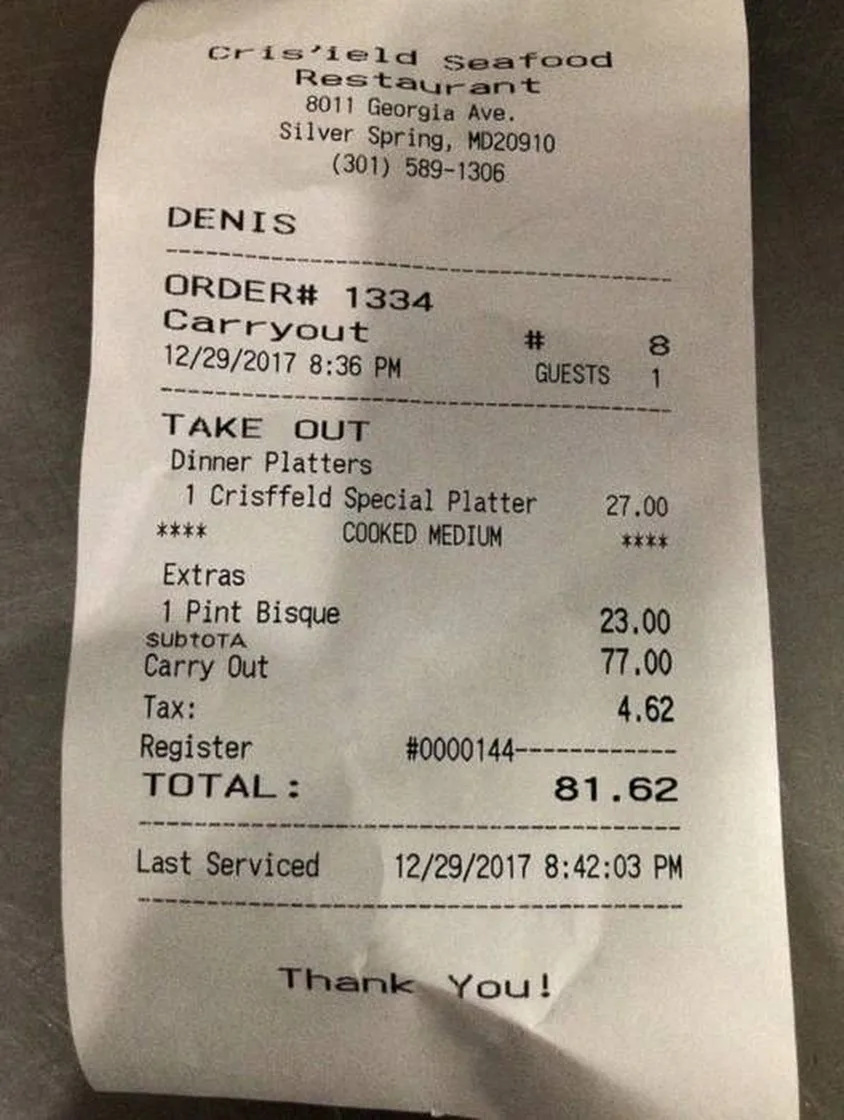 Cris'ield Seafood
Restaurant
8011 Georgia Ave.
Silver Spring, MD20910
(301) 589-1306
DENIS
ORDER# 1334
Carryout # 8
12/29/2017 8:36 PM GUESTS 1
TAKE OUT
Dinner Platters
1 Crisffeld Special Platter 27.00
**** COOKED MEDIUM ****
Extras
1 Pint Bisque 23.00
SUbtOTA
Carry Out 77.00
Tax: 4.62
Register #0000144------------
TOTAL: 81.62
Last Serviced 12/29/2017 8:42:03 PM
Thank You!